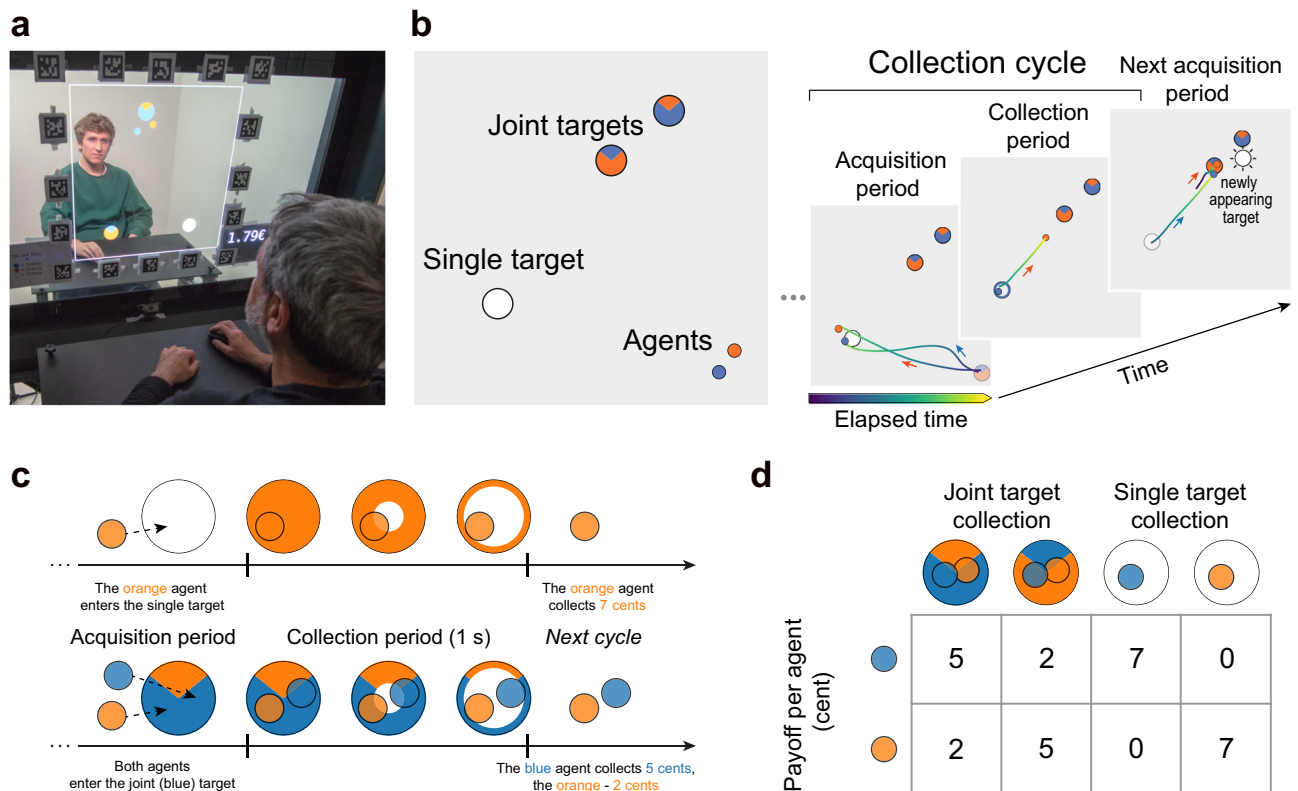 a
1.79€
b
Joint targets
Single target
Agents
Collection cycle
Acquisition
period
Collection
period
Next acquisition
period
newly
appearing
target
Elapsed time
Time
c
The orange agent
enters the single target
The orange agent
collects 7 cents
Acquisition period
Collection period (1 s)
Next cycle
Both agents
enter the joint (blue) target
The blue agent collects 5 cents,
the orange - 2 cents
d
Joint target
collection
Single target
collection
Payoff per agent
(cent)
5 2 7 0
2 5 0 7